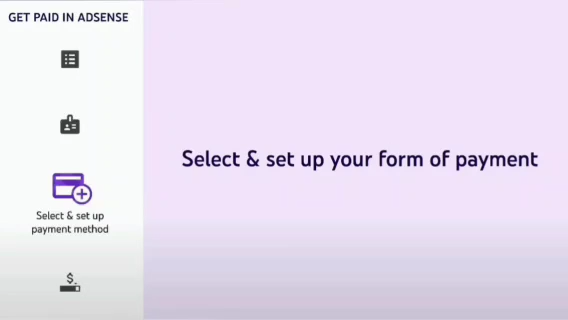 GET PAID IN ADSENSE
Select & set up
payment method
Select & set up your form of payment